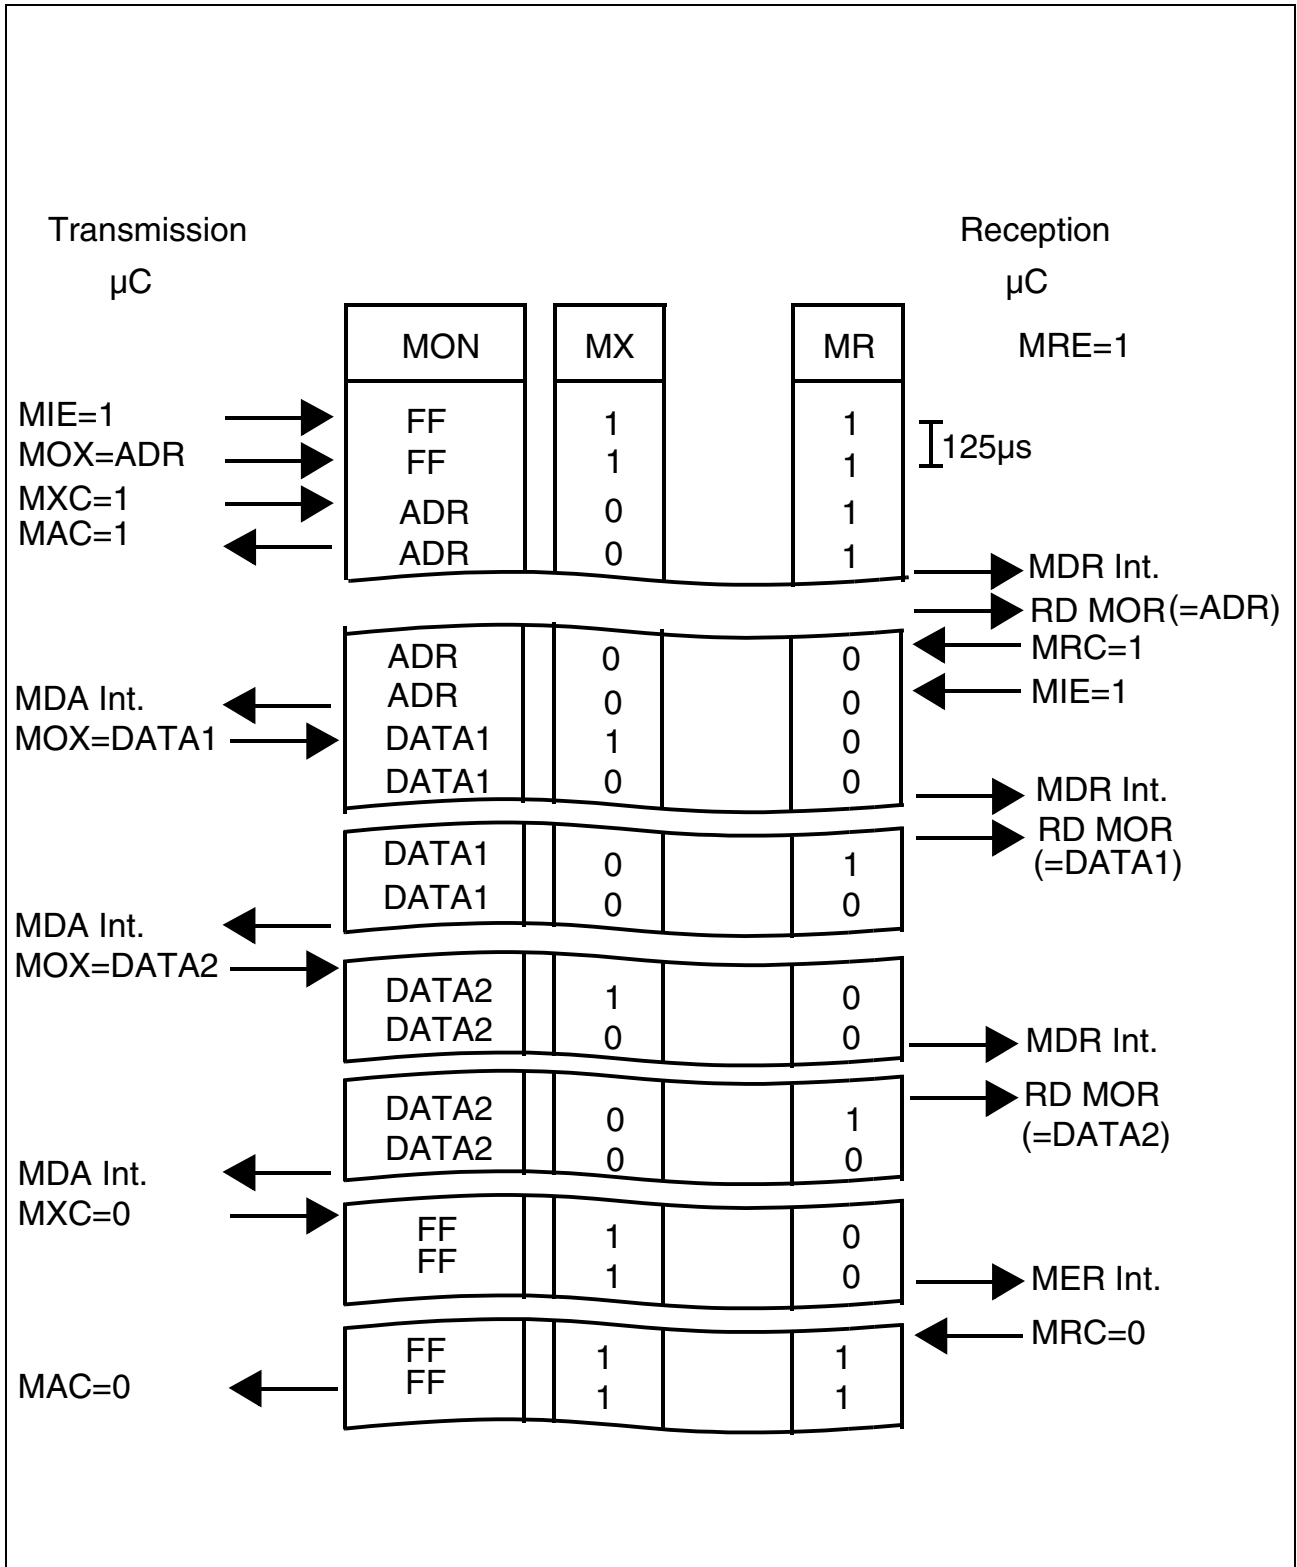 Transmission Reception
µC µC
MON MX MR MRE=1
MIE=1 FF 1 1
125µs
MOX=ADR FF 1 1
MXC=1 ADR 0 1
MAC=1 ADR 0 1
MDR Int.
RD MOR(=ADR)
ADR 0 0 MRC=1
MDA Int. ADR 0 0 MIE=1
MOX=DATA1 DATA1 1 0
DATA1 0 0 MDR Int.
RD MOR
DATA1 0 1 (=DATA1)
DATA1 0 0
MDA Int.
MOX=DATA2
DATA2 1 0
DATA2 0 0 MDR Int.
RD MOR
DATA2 0 1 (=DATA2)
DATA2 0 0
MDA Int.
MXC=0
FF 1 0
FF 1 0 MER Int.
MRC=0
FF 1 1
MAC=0 FF 1 1